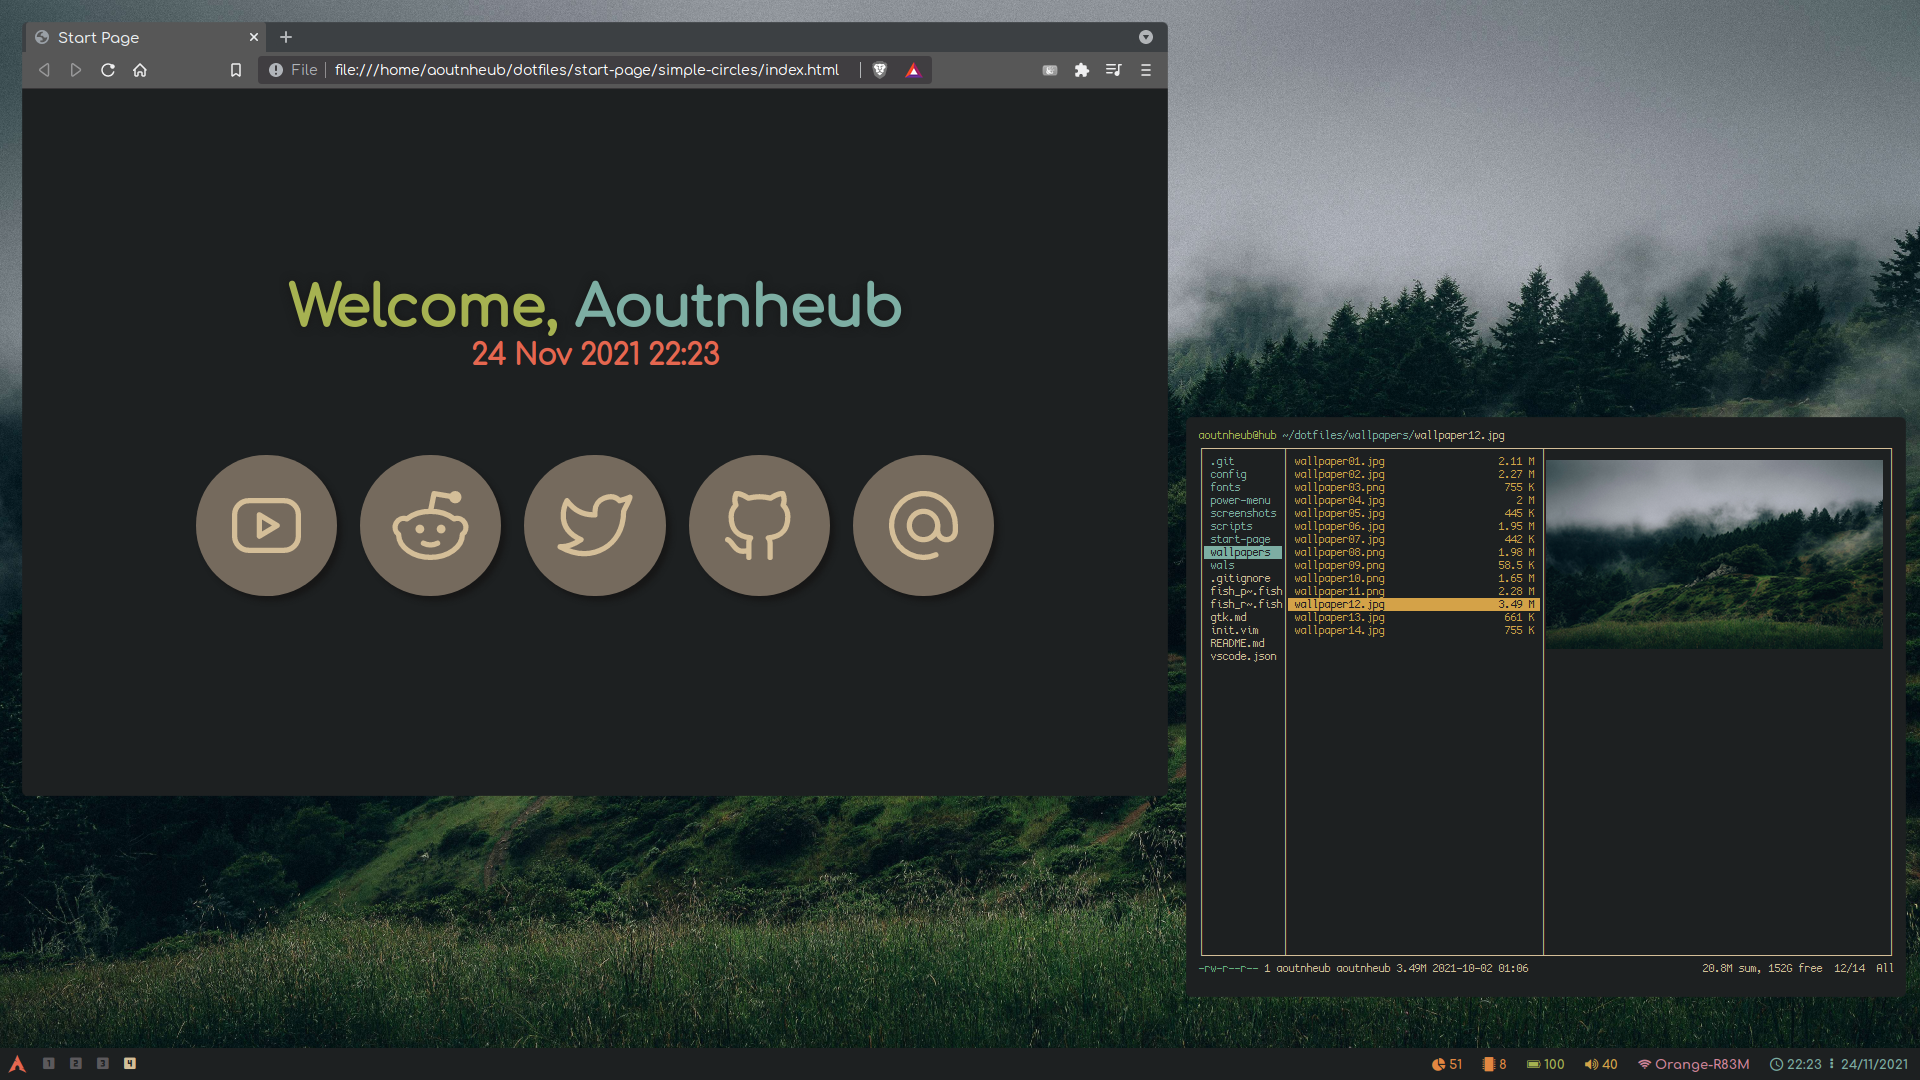 Start Page
File file:///home/aoutnheub/dotfiles/start-page/simple-circles/index.html
Welcome, Aoutnheub
24 Nov 2021 22:23
aoutnheub@hub ~/dotfiles/wallpapers/wallpaper12.jpg
.git wallpaper01.jpg 2.11 M
config wallpaper02.jpg 2.27 M
fonts wallpaper03.png 755 K
power-menu wallpaper04.jpg 2 M
screenshots wallpaper05.jpg 445 K
scripts wallpaper06.jpg 1.95 M
start-page wallpaper07.jpg 442 K
wallpapers wallpaper08.png 1.98 M
wals wallpaper09.png 58.5 K
.gitignore wallpaper10.png 1.65 M
fish_p~.fish wallpaper11.png 2.28 M
fish_r~.fish wallpaper12.jpg 3.49 M
gtk.md wallpaper13.jpg 661 K
init.vim wallpaper14.jpg 755 K
README.md
vscode.json
-rw-r--r-- 1 aoutnheub aoutnheub 3.49M 2021-10-02 01:06 20.8M sum, 152G free 12/14 All
1 2 3 4 51 8 100 40 Orange-R83M 22:23 24/11/2021